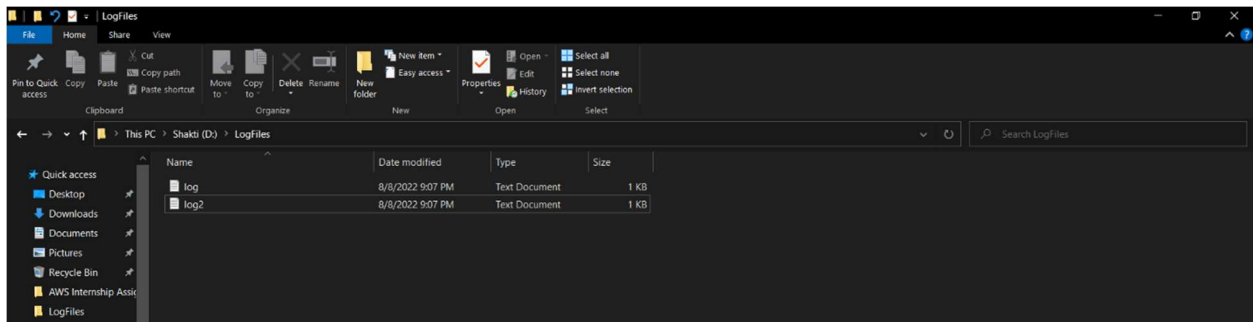 LogFiles
File Home Share View
Pin to Quick access
Copy
Paste
Cut
Copy path
Paste shortcut
Clipboard
Move to
Copy to
Delete
Rename
Organize
New folder
New item
Easy access
New
Properties
Open
Edit
History
Open
Select all
Select none
Invert selection
Select
This PC > Shakti (D:) > LogFiles
Search LogFiles
Name Date modified Type Size
log 8/8/2022 9:07 PM Text Document 1 KB
log2 8/8/2022 9:07 PM Text Document 1 KB
Quick access
Desktop
Downloads
Documents
Pictures
Recycle Bin
AWS Internship Assig
LogFiles